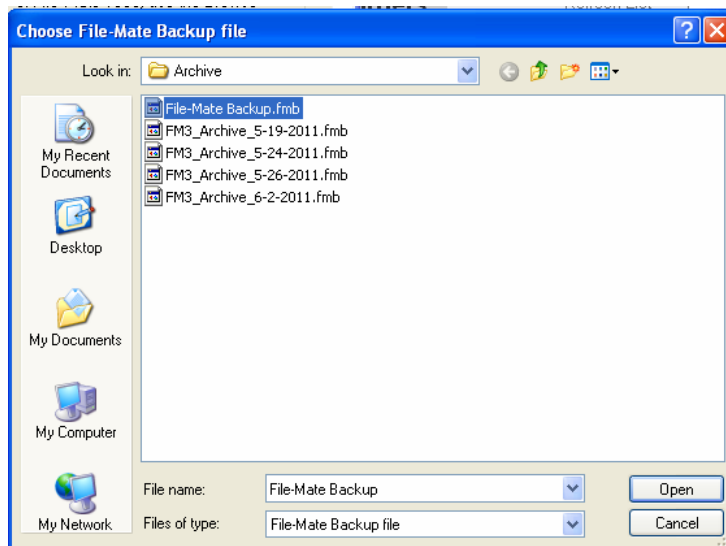 Choose File-Mate Backup file
Look in:
Archive
My Recent
Documents
Desktop
My Documents
My Computer
My Network
File-Mate Backup.fmb
FM3_Archive_5-19-2011.fmb
FM3_Archive_5-24-2011.fmb
FM3_Archive_5-26-2011.fmb
FM3_Archive_6-2-2011.fmb
File name:
File-Mate Backup
Open
Files of type:
File-Mate Backup file
Cancel